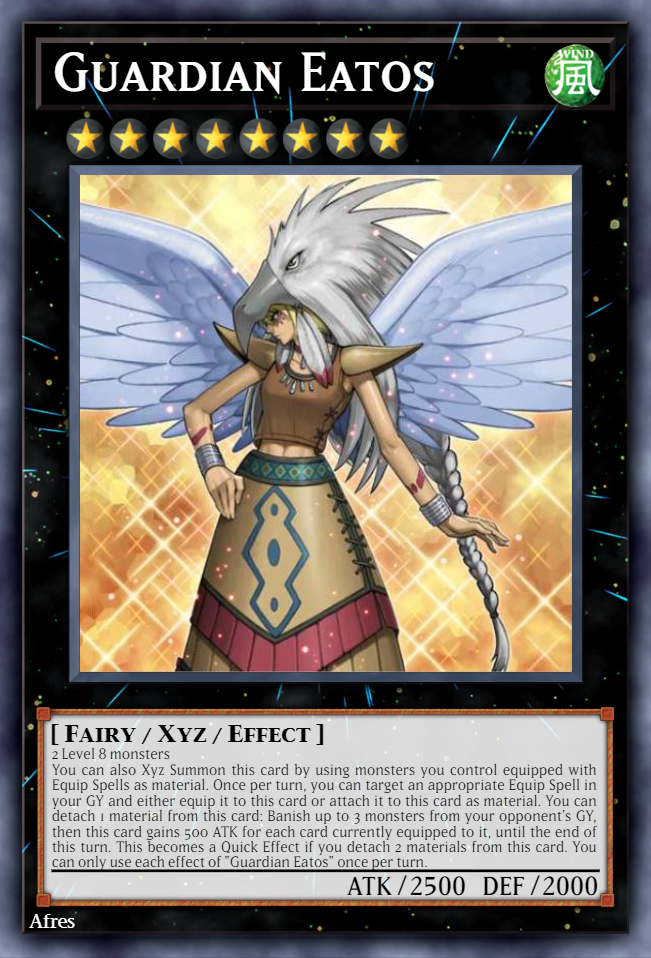 Guardian Eatos
WIND
風
[ Fairy / Xyz / Effect ]
2 Level 8 monsters
You can also Xyz Summon this card by using monsters you control equipped with
Equip Spells as material. Once per turn, you can target an appropriate Equip Spell in
your GY and either equip it to this card or attach it to this card as material. You can
detach 1 material from this card: Banish up to 3 monsters from your opponent's GY,
then this card gains 500 ATK for each card currently equipped to it, until the end of
this turn. This becomes a Quick Effect if you detach 2 materials from this card. You
can only use each effect of "Guardian Eatos" once per turn.
ATK / 2500 DEF / 2000
Afres